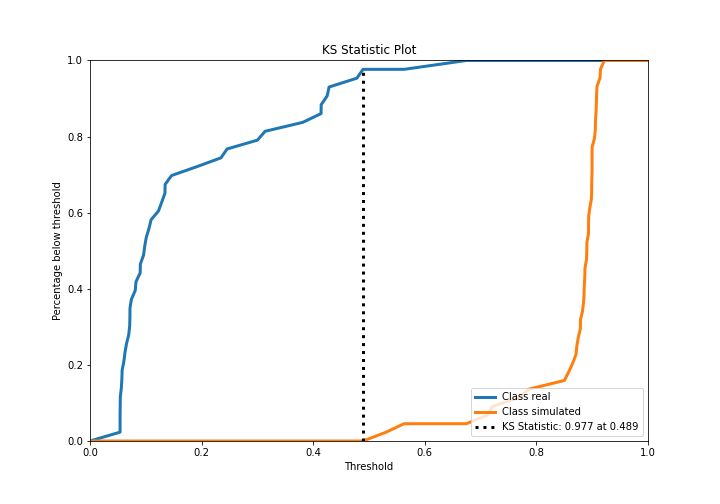 KS Statistic Plot
1.0
0.8
0.6
0.4
0.2
0.0
Percentage below threshold
Class real
Class simulated
KS Statistic: 0.977 at 0.489
0.0 0.2 0.4 0.6 0.8 1.0
Threshold